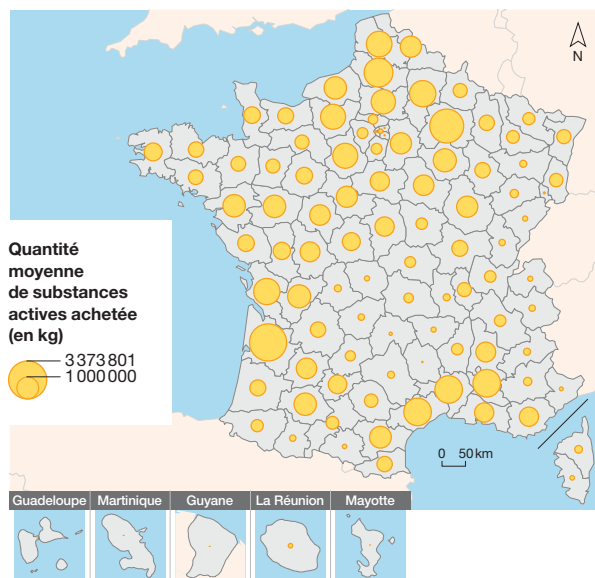 N
Quantité
moyenne
de substances
actives achetée
(en kg)
3 373 801
1 000 000
0 50 km
Guadeloupe Martinique Guyane La Réunion Mayotte